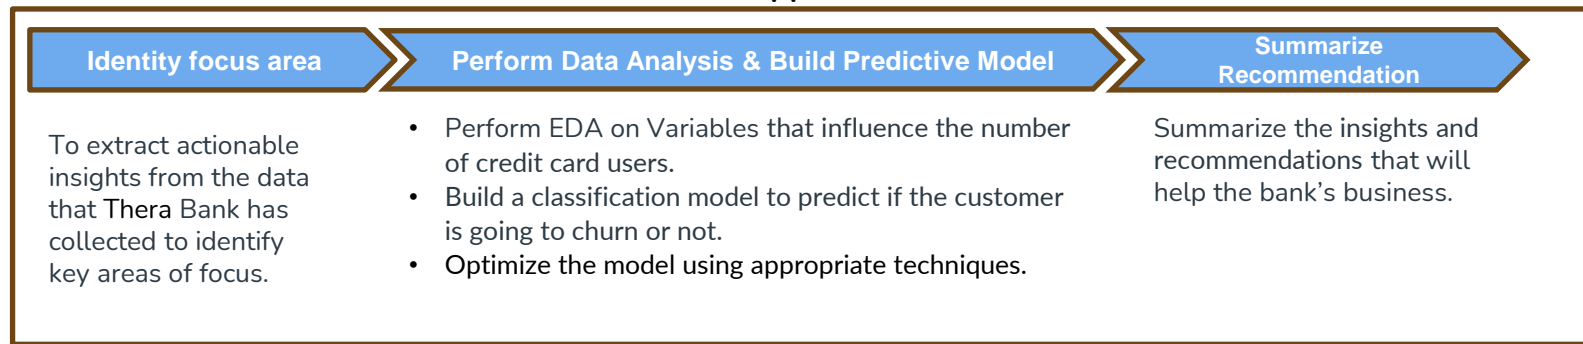 Identity focus area
Perform Data Analysis & Build Predictive Model
Summarize
Recommendation
To extract actionable
insights from the data
that Thera Bank has
collected to identify
key areas of focus.
• Perform EDA on Variables that influence the number
of credit card users.
• Build a classification model to predict if the customer
is going to churn or not.
• Optimize the model using appropriate techniques.
Summarize the insights and
recommendations that will
help the bank's business.